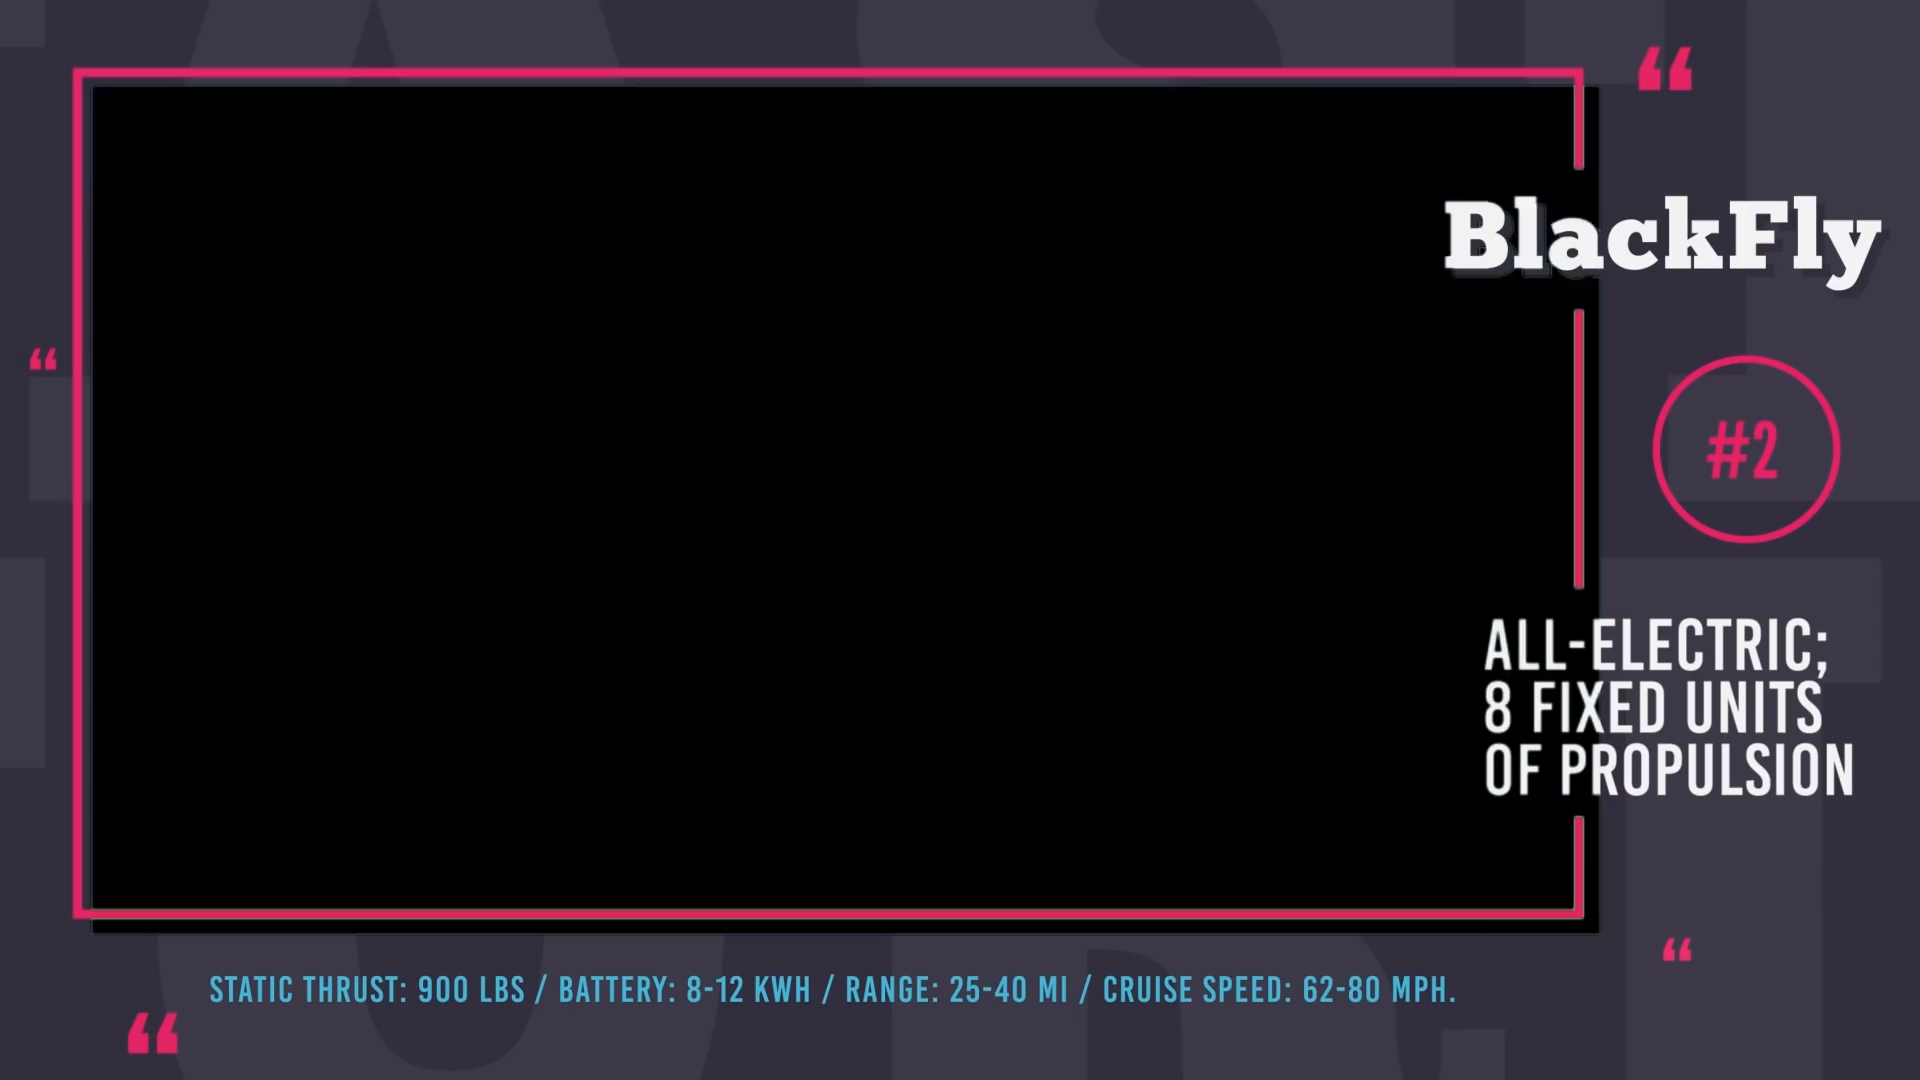 BlackFly
#2
ALL-ELECTRIC;
8 FIXED UNITS
OF PROPULSION
STATIC THRUST: 900 LBS / BATTERY: 8-12 KWH / RANGE: 25-40 MI / CRUISE SPEED: 62-80 MPH.